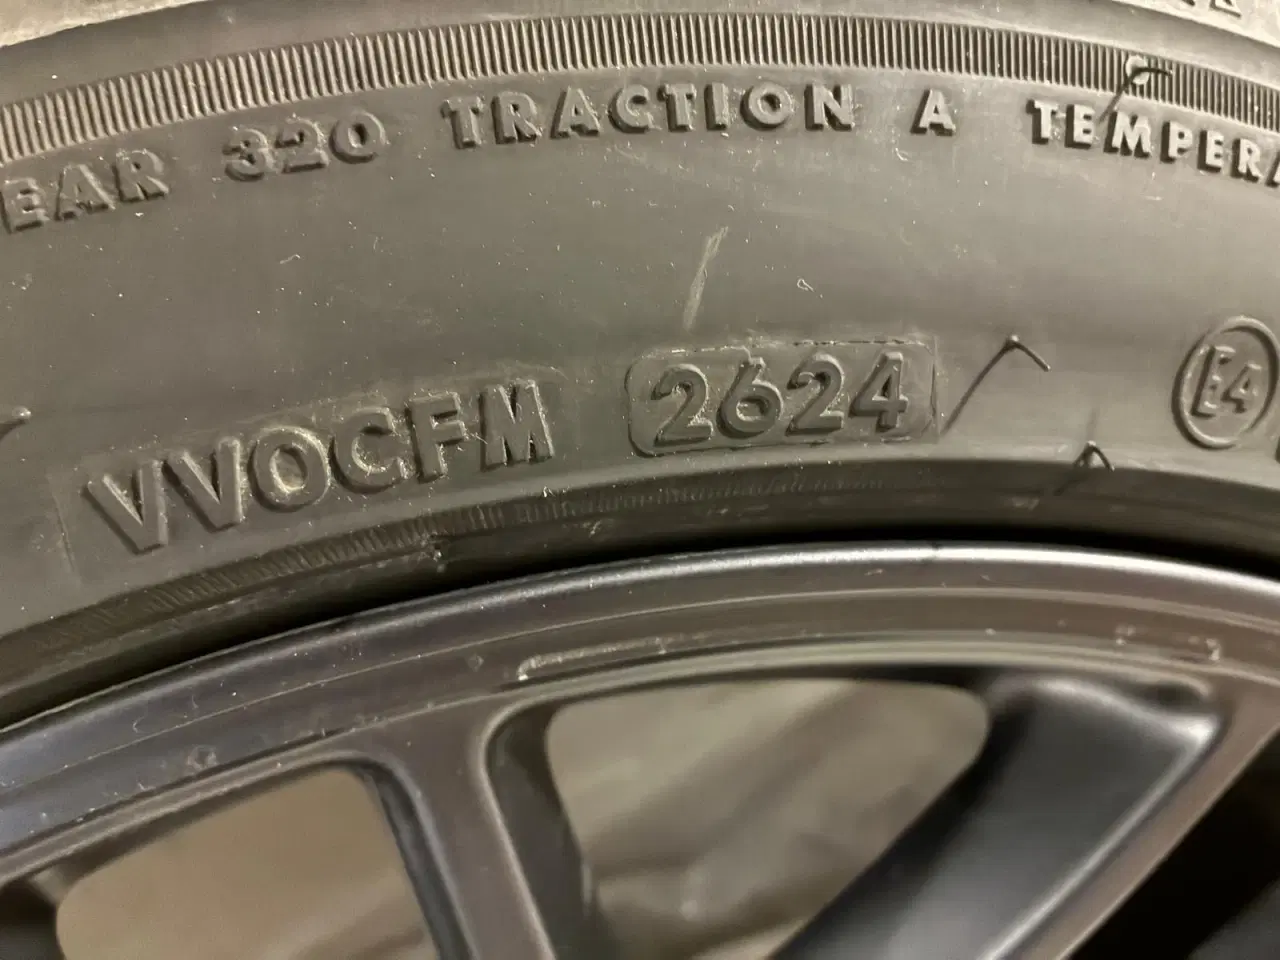 EAR 320 TRACTION A TEMPERA
VVOCFM 2624 E4